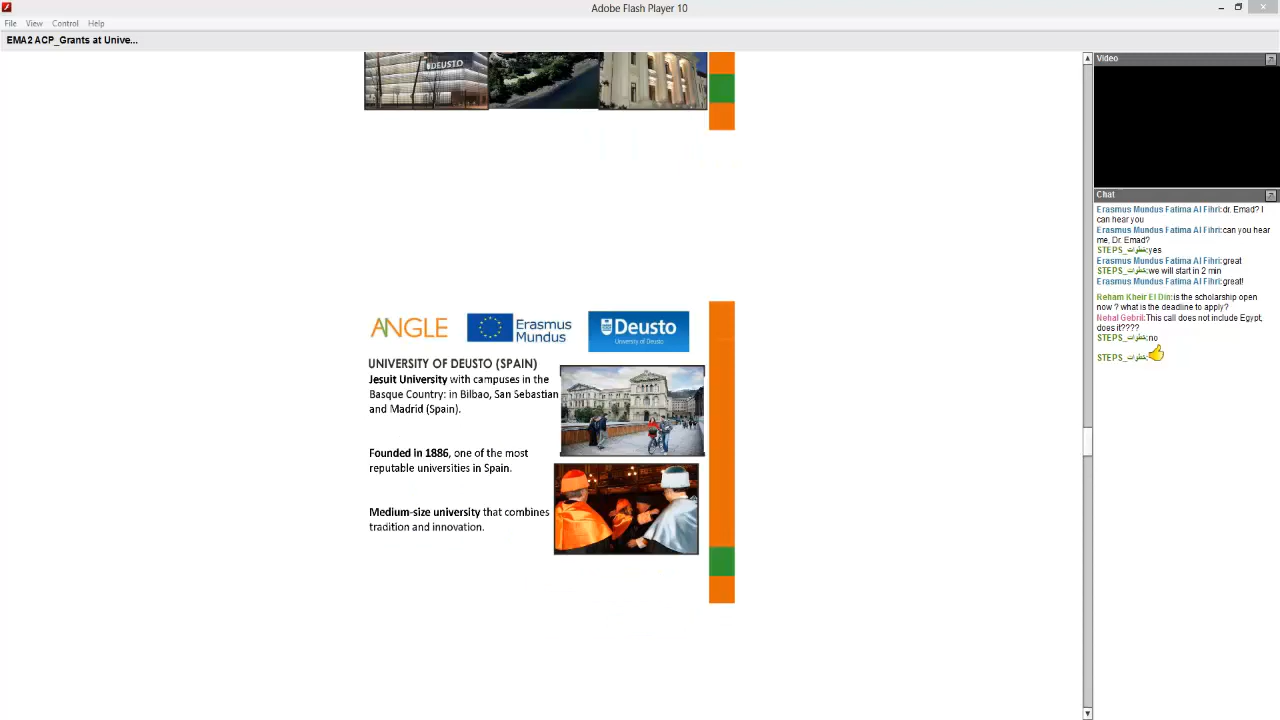 Adobe Flash Player 10
File View Control Help
EMA2 ACP_Grants at Unive...
DEUSTO
ANGLE
Erasmus
Mundus
Deusto
University of Deusto
UNIVERSITY OF DEUSTO (SPAIN)
Jesuit University with campuses in the
Basque Country: in Bilbao, San Sebastian
and Madrid (Spain).
Founded in 1886, one of the most
reputable universities in Spain.
Medium-size university that combines
tradition and innovation.
Video
Chat
Erasmus Mundus Fatima Al Fihri:dr. Emad? I
can hear you
Erasmus Mundus Fatima Al Fihri:can you hear
me, Dr. Emad?
STEPS_خطوات:yes
Erasmus Mundus Fatima Al Fihri:great
STEPS_خطوات:we will start in 2 min
Erasmus Mundus Fatima Al Fihri:great!
Reham Kheir El Din:is the scholarship open
now ? what is the deadline to apply?
Nehal Gebril:This call does not include Egypt,
does it????
STEPS_خطوات:no
STEPS_خطوات: